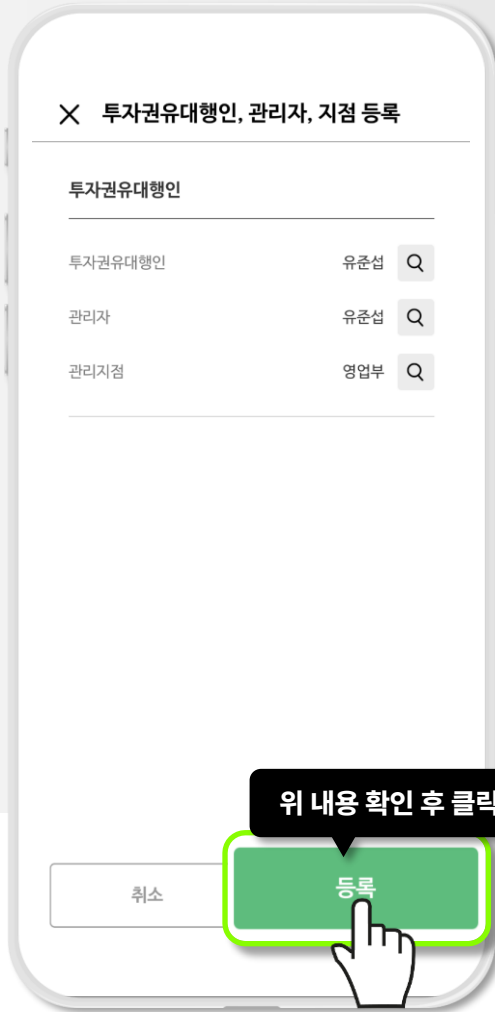 투자권유대행인, 관리자, 지점 등록
투자권유대행인
투자권유대행인 유준섭
관리자 유준섭
관리지점 영업부
위 내용 확인 후 클릭
취소 등록